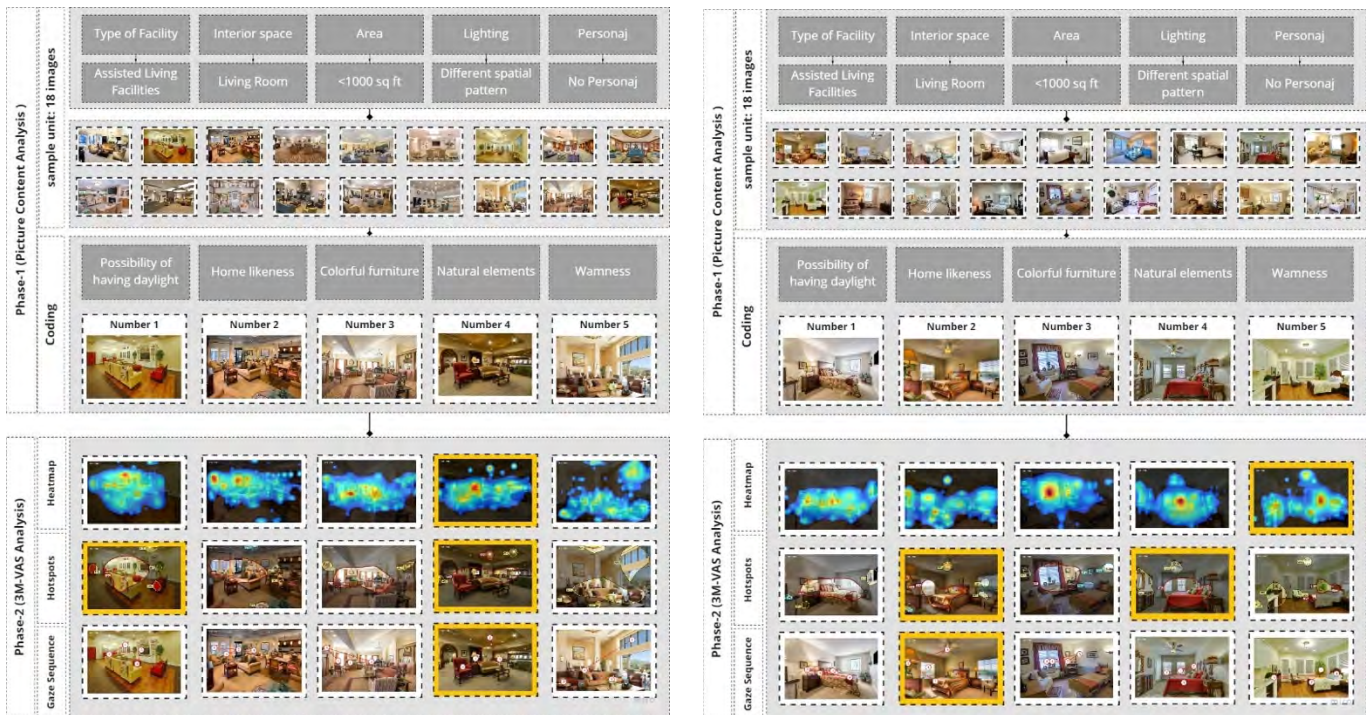 Phase-1 (Picture Content Analysis )
sample unit: 18 images
Type of Facility
Interior space
Area
Lighting
Personaj
Assisted Living
Facilities
Living Room
<1000 sq ft
Different spatial
pattern
No Personaj
Coding
Possibility of
having daylight
Home likeness
Colorful furniture
Natural elements
Wamness
Number 1
Number 2
Number 3
Number 4
Number 5
Phase-2 (3M-VAS Analysis)
Heatmap
Hotspots
Gaze Sequence
Phase-1 (Picture Content Analysis )
sample unit: 18 images
Type of Facility
Interior space
Area
Lighting
Personaj
Assisted Living
Facilities
Living Room
<1000 sq ft
Different spatial
pattern
No Personaj
Coding
Possibility of
having daylight
Home likeness
Colorful furniture
Natural elements
Wamness
Number 1
Number 2
Number 3
Number 4
Number 5
Phase-2 (3M-VAS Analysis)
Heatmap
Hotspots
Gaze Sequence